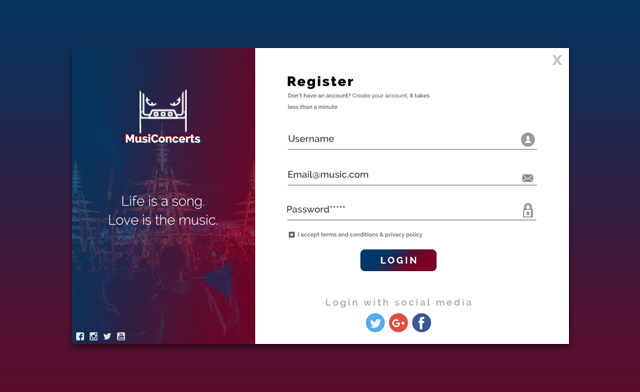 X
MusiConcerts
Life is a song.
Love is the music.
Register
Don't have an account? Create your account, it takes
less than a minute
Username
Email@music.com
Password*****
I accept terms and conditions & privacy policy.
LOGIN
Login with social media